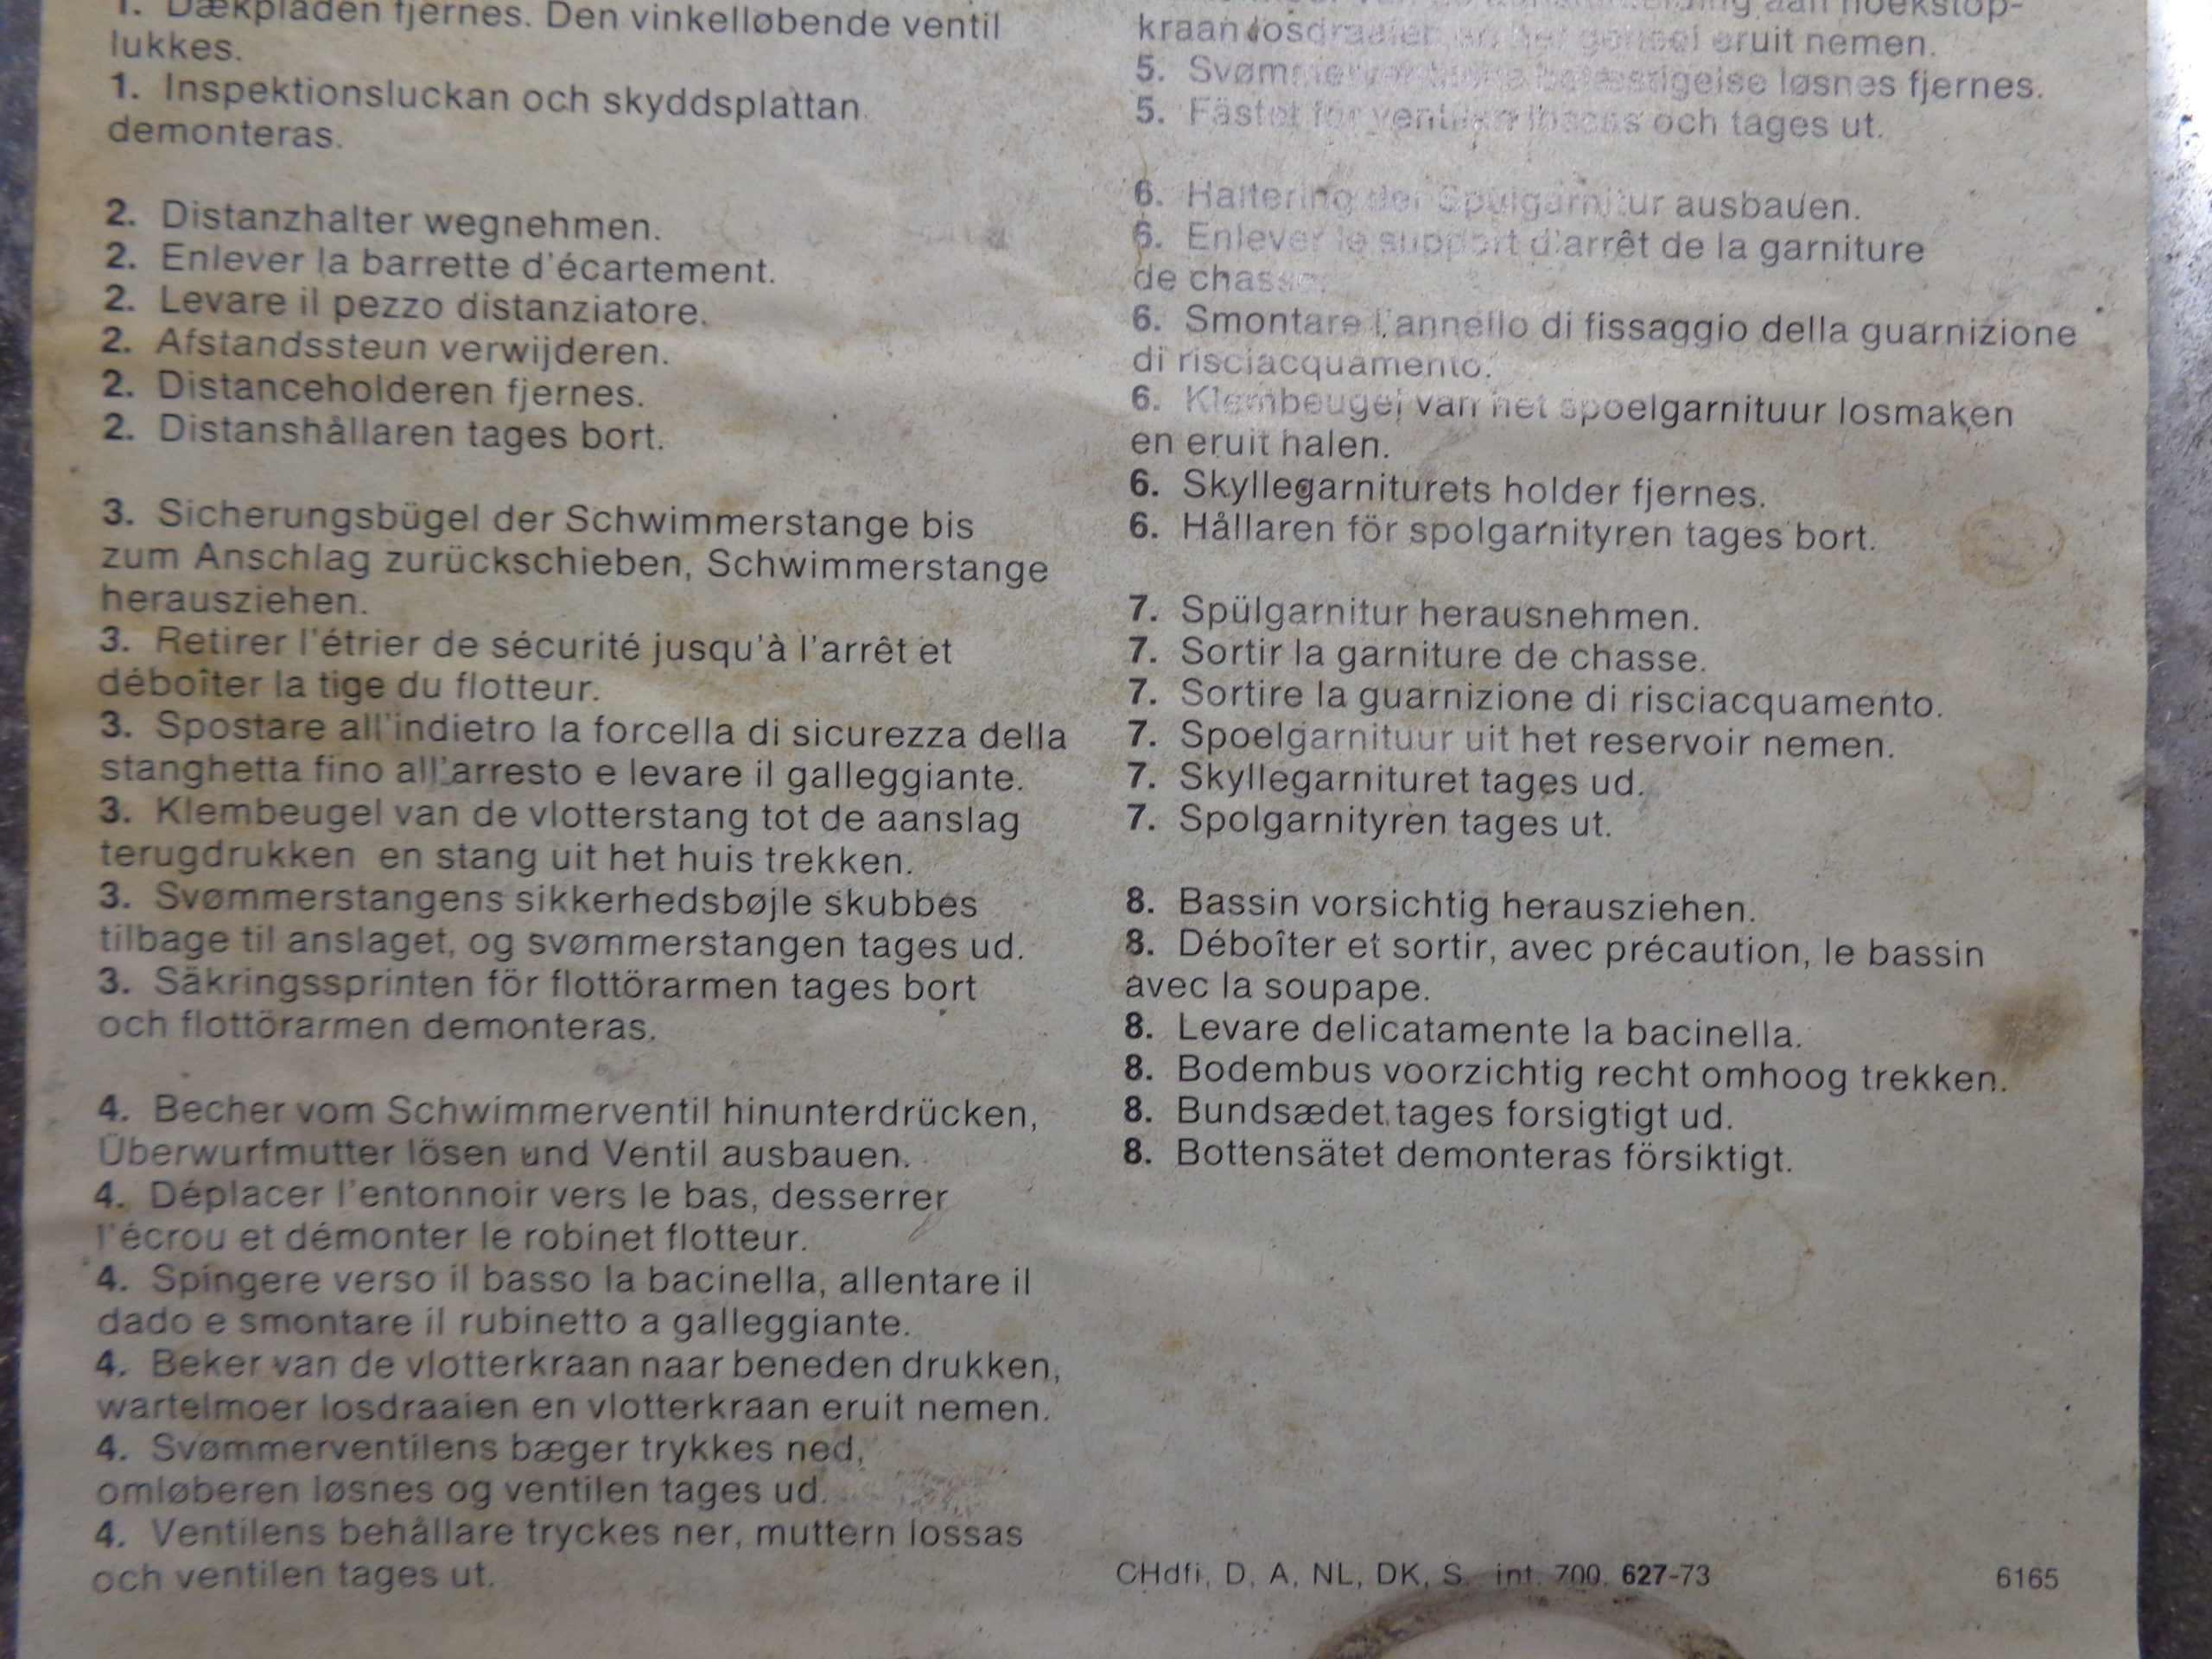 1. Dækpladen fjernes. Den vinkelløbende ventil
lukkes.
1. Inspektionsluckan och skyddsplattan
demonteras.
2. Distanzhalter wegnehmen.
2. Enlever la barrette d'écartement.
2. Levare il pezzo distanziatore.
2. Afstandssteun verwijderen.
2. Distanceholderen fjernes.
2. Distanshållaren tages bort.
3. Sicherungsbügel der Schwimmerstange bis
zum Anschlag zurückschieben, Schwimmerstange
herausziehen.
3. Retirer l'étrier de sécurité jusqu'à l'arrêt et
déboîter la tige du flotteur.
3. Spostare all'indietro la forcella di sicurezza della
stanghetta fino all'arresto e levare il galleggiante.
3. Klembeugel van de vlotterstang tot de aanslag
terugdrukken en stang uit het huis trekken.
3. Svømmerstangens sikkerhedsbøjle skubbes
tilbage til anslaget, og svømmerstangen tages ud.
3. Säkringssprinten för flottörarmen tages bort
och flottörarmen demonteras.
4. Becher vom Schwimmerventil hinunterdrücken,
Überwurfmutter lösen und Ventil ausbauen.
4. Déplacer l'entonnoir vers le bas, desserrer
l'écrou et démonter le robinet flotteur.
4. Spingere verso il basso la bacinella, allentare il
dado e smontare il rubinetto a galleggiante.
4. Beker van de vlotterkraan naar beneden drukken,
wartelmoer losdraaien en vlotterkraan eruit nemen.
4. Svømmerventilens bæger trykkes ned,
omløberen løsnes og ventilen tages ud.
4. Ventilens behållare tryckes ner, muttern lossas
och ventilen tages ut.
aan hoekstop-
kraan losdraaien en het geheel eruit nemen.
5. løsnes fjernes.
5. Fästet för ventilen lossas och tages ut.
6. Haltering der Spülgarnitur ausbauen.
6. Enlever le support d'arrêt de la garniture
de chasse.
6. Smontare l'annello di fissaggio della guarnizione
di risciacquamento.
6. Klembeugel van het spoelgarnituur losmaken
en eruit halen.
6. Skyllegarniturets holder fjernes.
6. Hållaren för spolgarnityren tages bort.
7. Spülgarnitur herausnehmen.
7. Sortir la garniture de chasse.
7. Sortire la guarnizione di risciacquamento.
7. Spoelgarnituur uit het reservoir nemen.
7. Skyllegarnituret tages ud.
7. Spolgarnityren tages ut.
8. Bassin vorsichtig herausziehen.
8. Déboîter et sortir, avec précaution, le bassin
avec la soupape.
8. Levare delicatamente la bacinella.
8. Bodembus voorzichtig recht omhoog trekken.
8. Bundsædet tages forsigtigt ud.
8. Bottensätet demonteras försiktigt.
CHdfi, D, A, NL, DK, S. int. 700. 627-73
6165